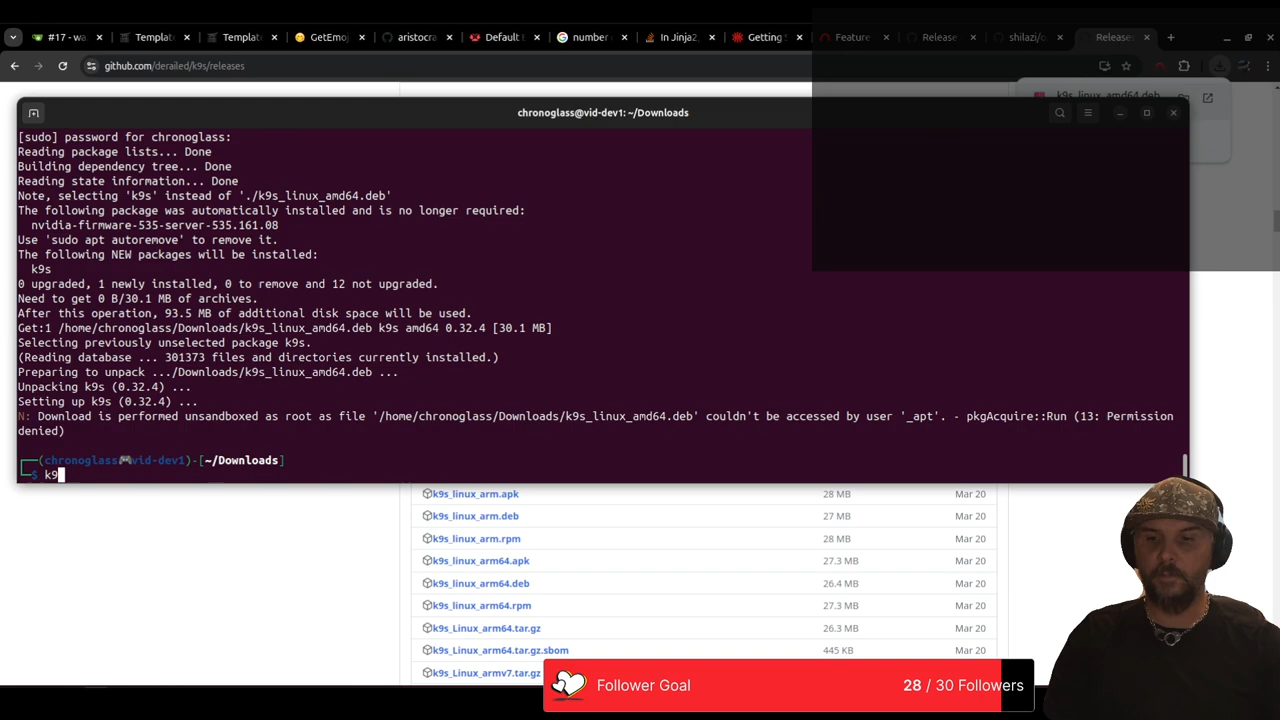 #17 - wa
Template
Template
GetEmoj
aristocra
Default E
number
In Jinja2,
Getting S
Feature
Release
shilazi/o
Releases
github.com/derailed/k9s/releases
k9s_linux_amd64.deb
chronoglass@vid-dev1: ~/Downloads
[sudo] password for chronoglass:
Reading package lists... Done
Building dependency tree... Done
Reading state information... Done
Note, selecting 'k9s' instead of './k9s_linux_amd64.deb'
The following package was automatically installed and is no longer required:
nvidia-firmware-535-server-535.161.08
Use 'sudo apt autoremove' to remove it.
The following NEW packages will be installed:
k9s
0 upgraded, 1 newly installed, 0 to remove and 12 not upgraded.
Need to get 0 B/30.1 MB of archives.
After this operation, 93.5 MB of additional disk space will be used.
Get:1 /home/chronoglass/Downloads/k9s_linux_amd64.deb k9s amd64 0.32.4 [30.1 MB]
Selecting previously unselected package k9s.
(Reading database ... 301373 files and directories currently installed.)
Preparing to unpack .../Downloads/k9s_linux_amd64.deb ...
Unpacking k9s (0.32.4) ...
Setting up k9s (0.32.4) ...
N: Download is performed unsandboxed as root as file '/home/chronoglass/Downloads/k9s_linux_amd64.deb' couldn't be accessed by user '_apt'. - pkgAcquire::Run (13: Permission
denied)
(chronoglass🎮vid-dev1)-[~/Downloads]
$ k9
k9s_linux_arm.apk 28 MB Mar 20
k9s_linux_arm.deb 27 MB Mar 20
k9s_linux_arm.rpm 28 MB Mar 20
k9s_linux_arm64.apk 27.3 MB Mar 20
k9s_linux_arm64.deb 26.4 MB Mar 20
k9s_linux_arm64.rpm 27.3 MB Mar 20
k9s_Linux_arm64.tar.gz 26.3 MB Mar 20
k9s_Linux_arm64.tar.gz.sbom 445 KB Mar 20
k9s_Linux_armv7.tar.gz
Follower Goal 28 / 30 Followers